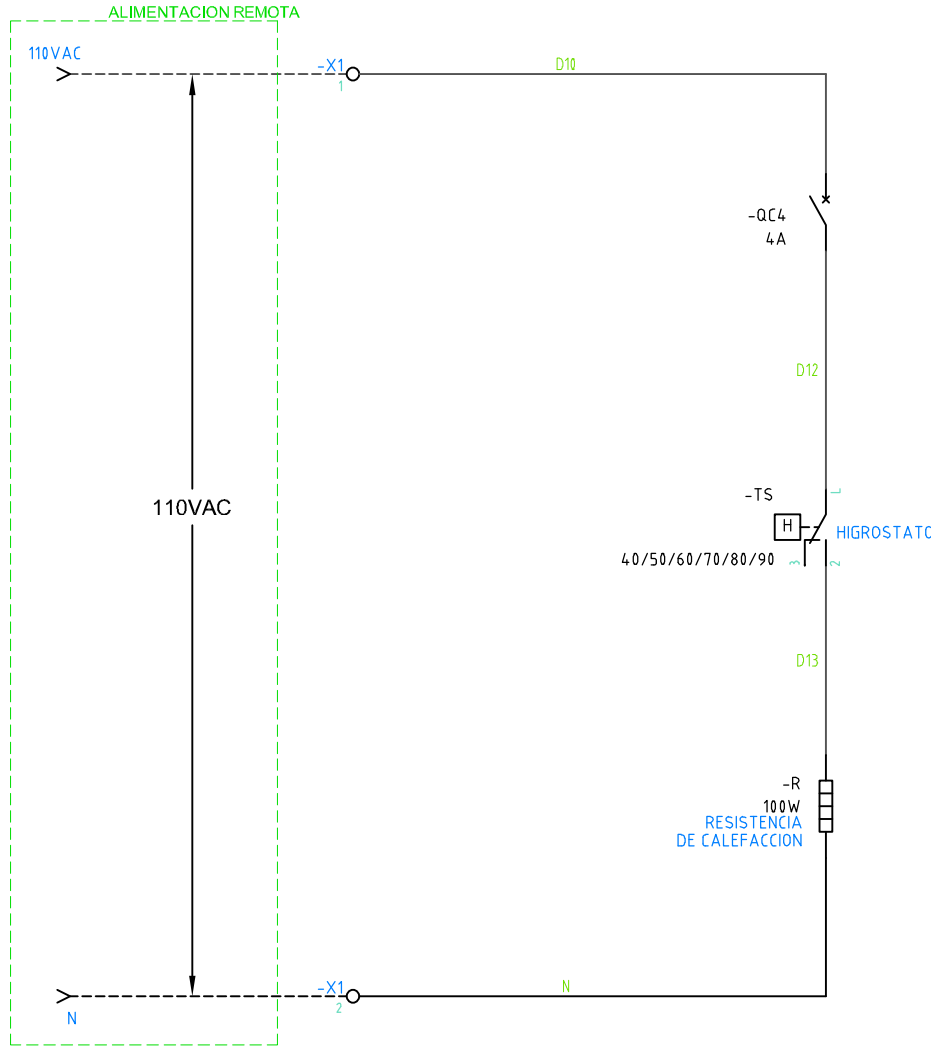 ALIMENTACION REMOTA
110VAC
-X1
1
D10
-QC4
4A
D12
-TS
L
110VAC
H
HIGROSTATO
40/50/60/70/80/90
3
2
D13
-R
100W
RESISTENCIA
DE CALEFACCION
-X1
2
N
N